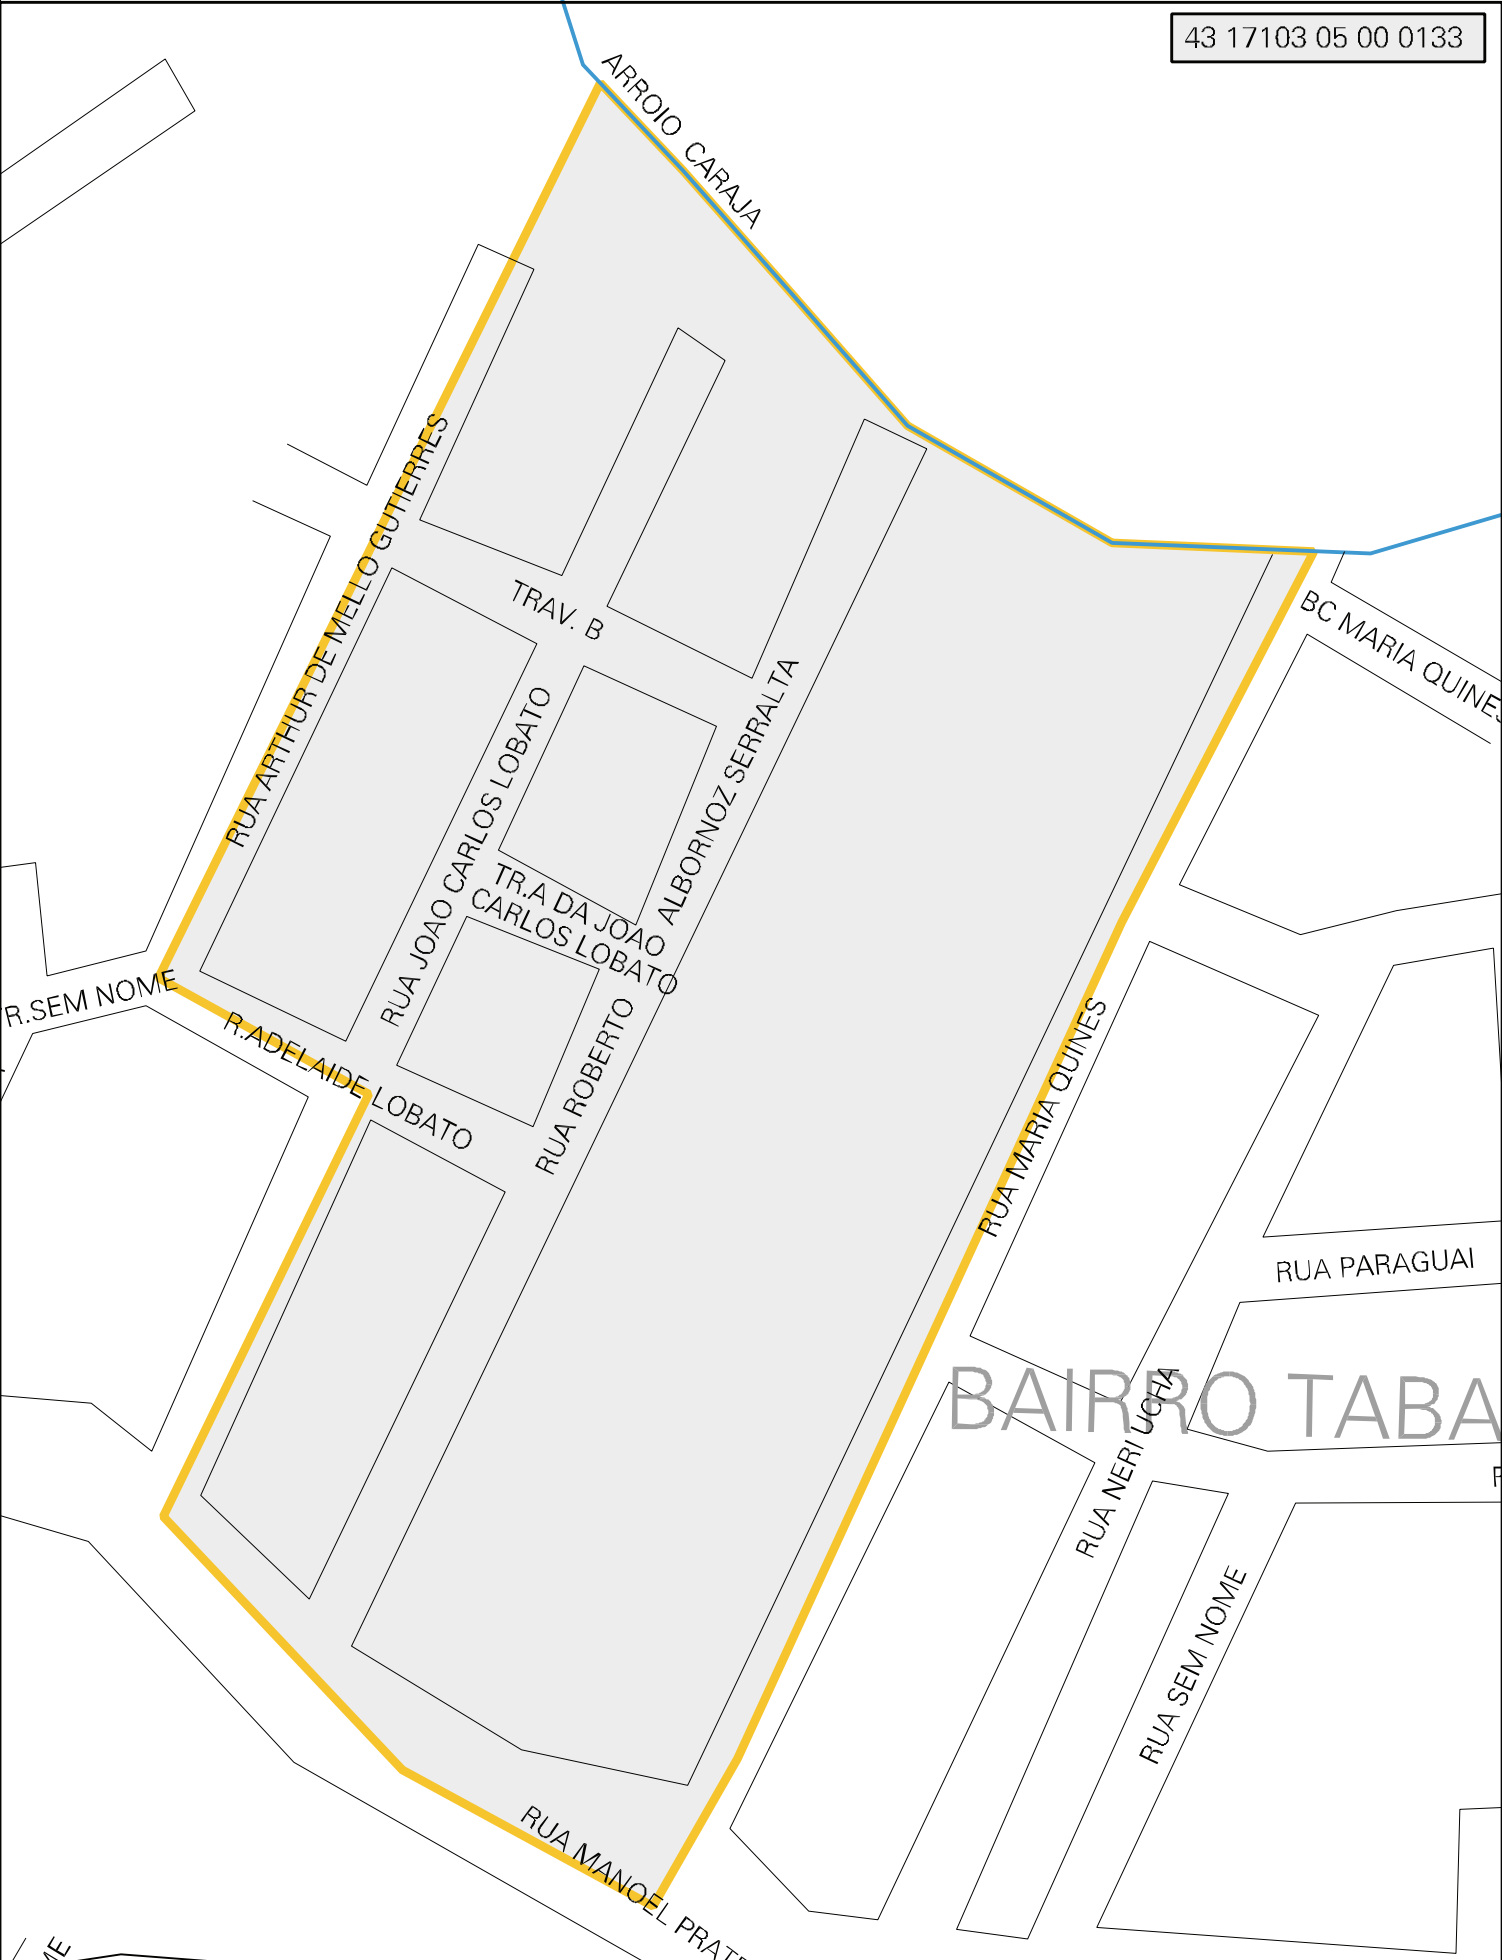 43 17103 05 00 0133
ARROIO CARAJA
RUA ARTHUR DE MELLO GUTIERRES
TRAV. B
BC MARIA QUINES
RUA JOAO CARLOS LOBATO
RUA ROBERTO ALBORNOZ SERRALTA
TR.A DA JOAO
CARLOS LOBATO
R.SEM NOME
R.ADELAIDE LOBATO
RUA MARIA QUINES
RUA PARAGUAI
BAIRRO TABA
RUA NERI UCHA
RUA SEM NOME
RUA MANOEL PRATE
ME